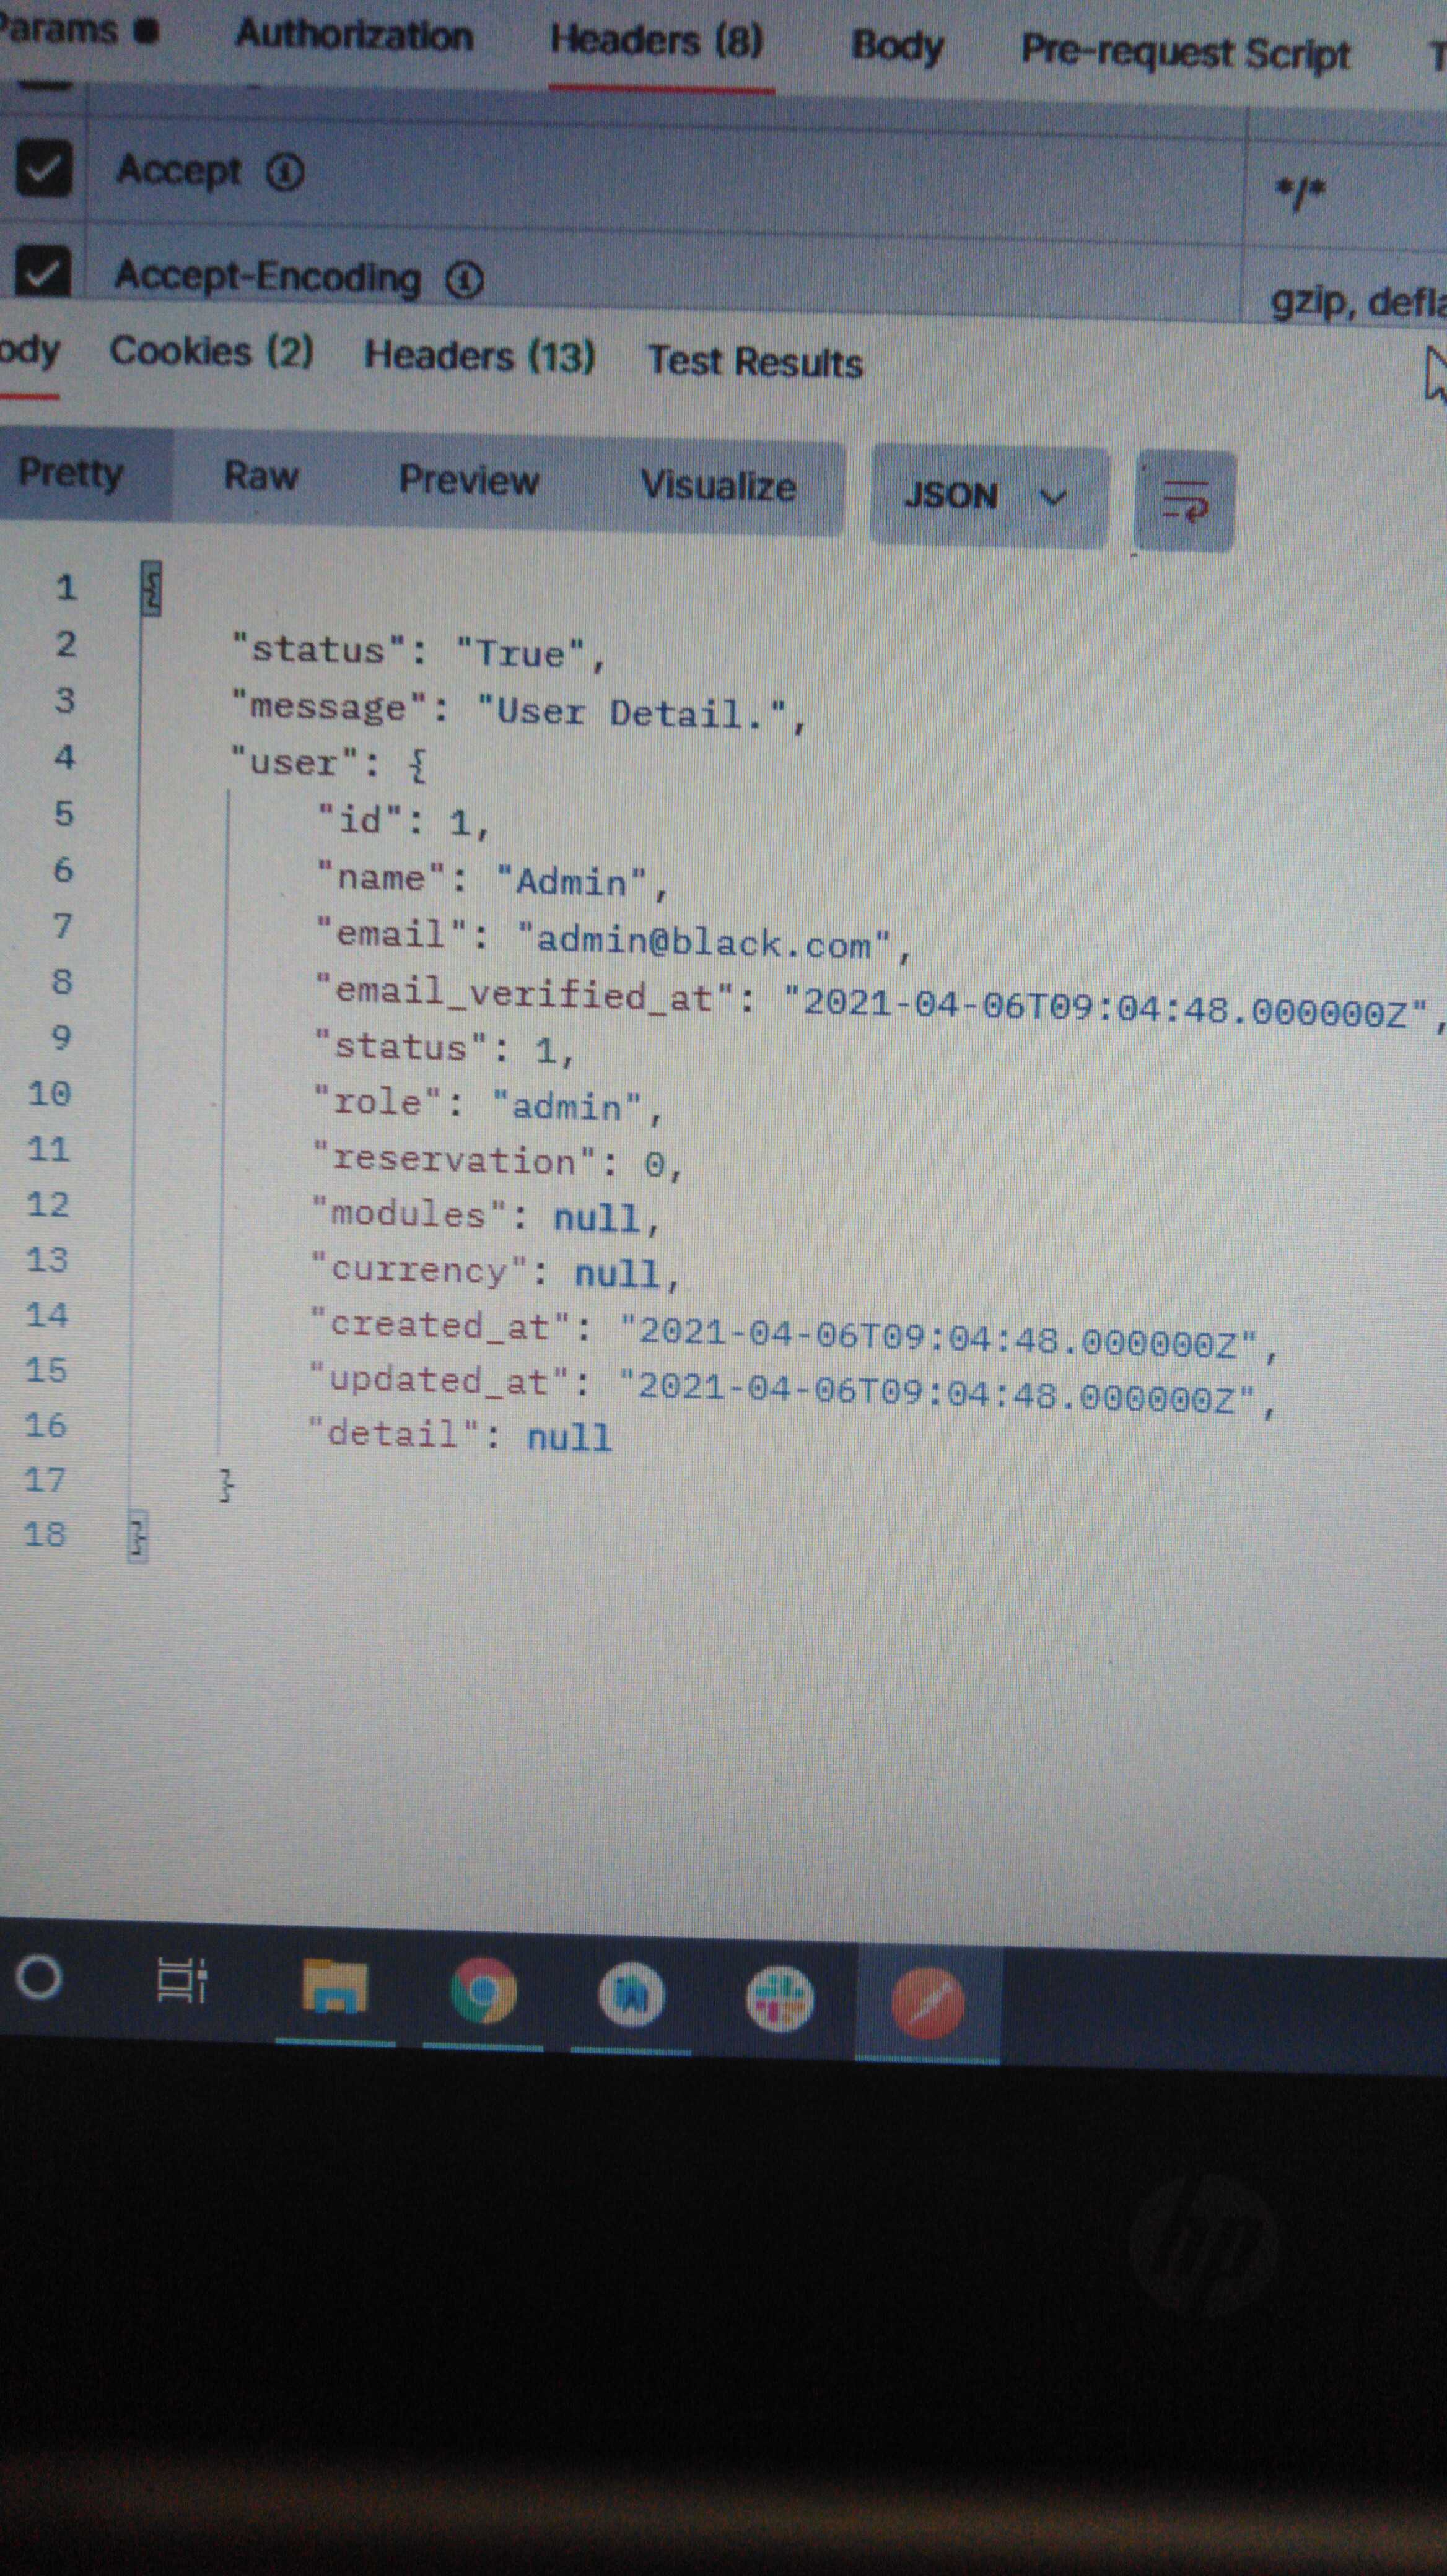 Params
Authorization
Headers (8)
Body
Pre-request Script
Accept
*/*
Accept-Encoding
gzip,
Cookies (2)
Headers (13)
Test Results
Pretty
Raw
Preview
Visualize
JSON
1 {
2 "status": "True",
3 "message": "User Detail.",
4 "user": {
5 "id": 1,
6 "name": "Admin",
7 "email": "admin@black.com",
8 "email_verified_at": "2021-04-06T09:04:48.000000Z",
9 "status": 1,
10 "role": "admin",
11 "reservation": 0,
12 "modules": null,
13 "currency": null,
14 "created_at": "2021-04-06T09:04:48.000000Z",
15 "updated_at": "2021-04-06T09:04:48.000000Z",
16 "detail": null
17 }
18 }
hp